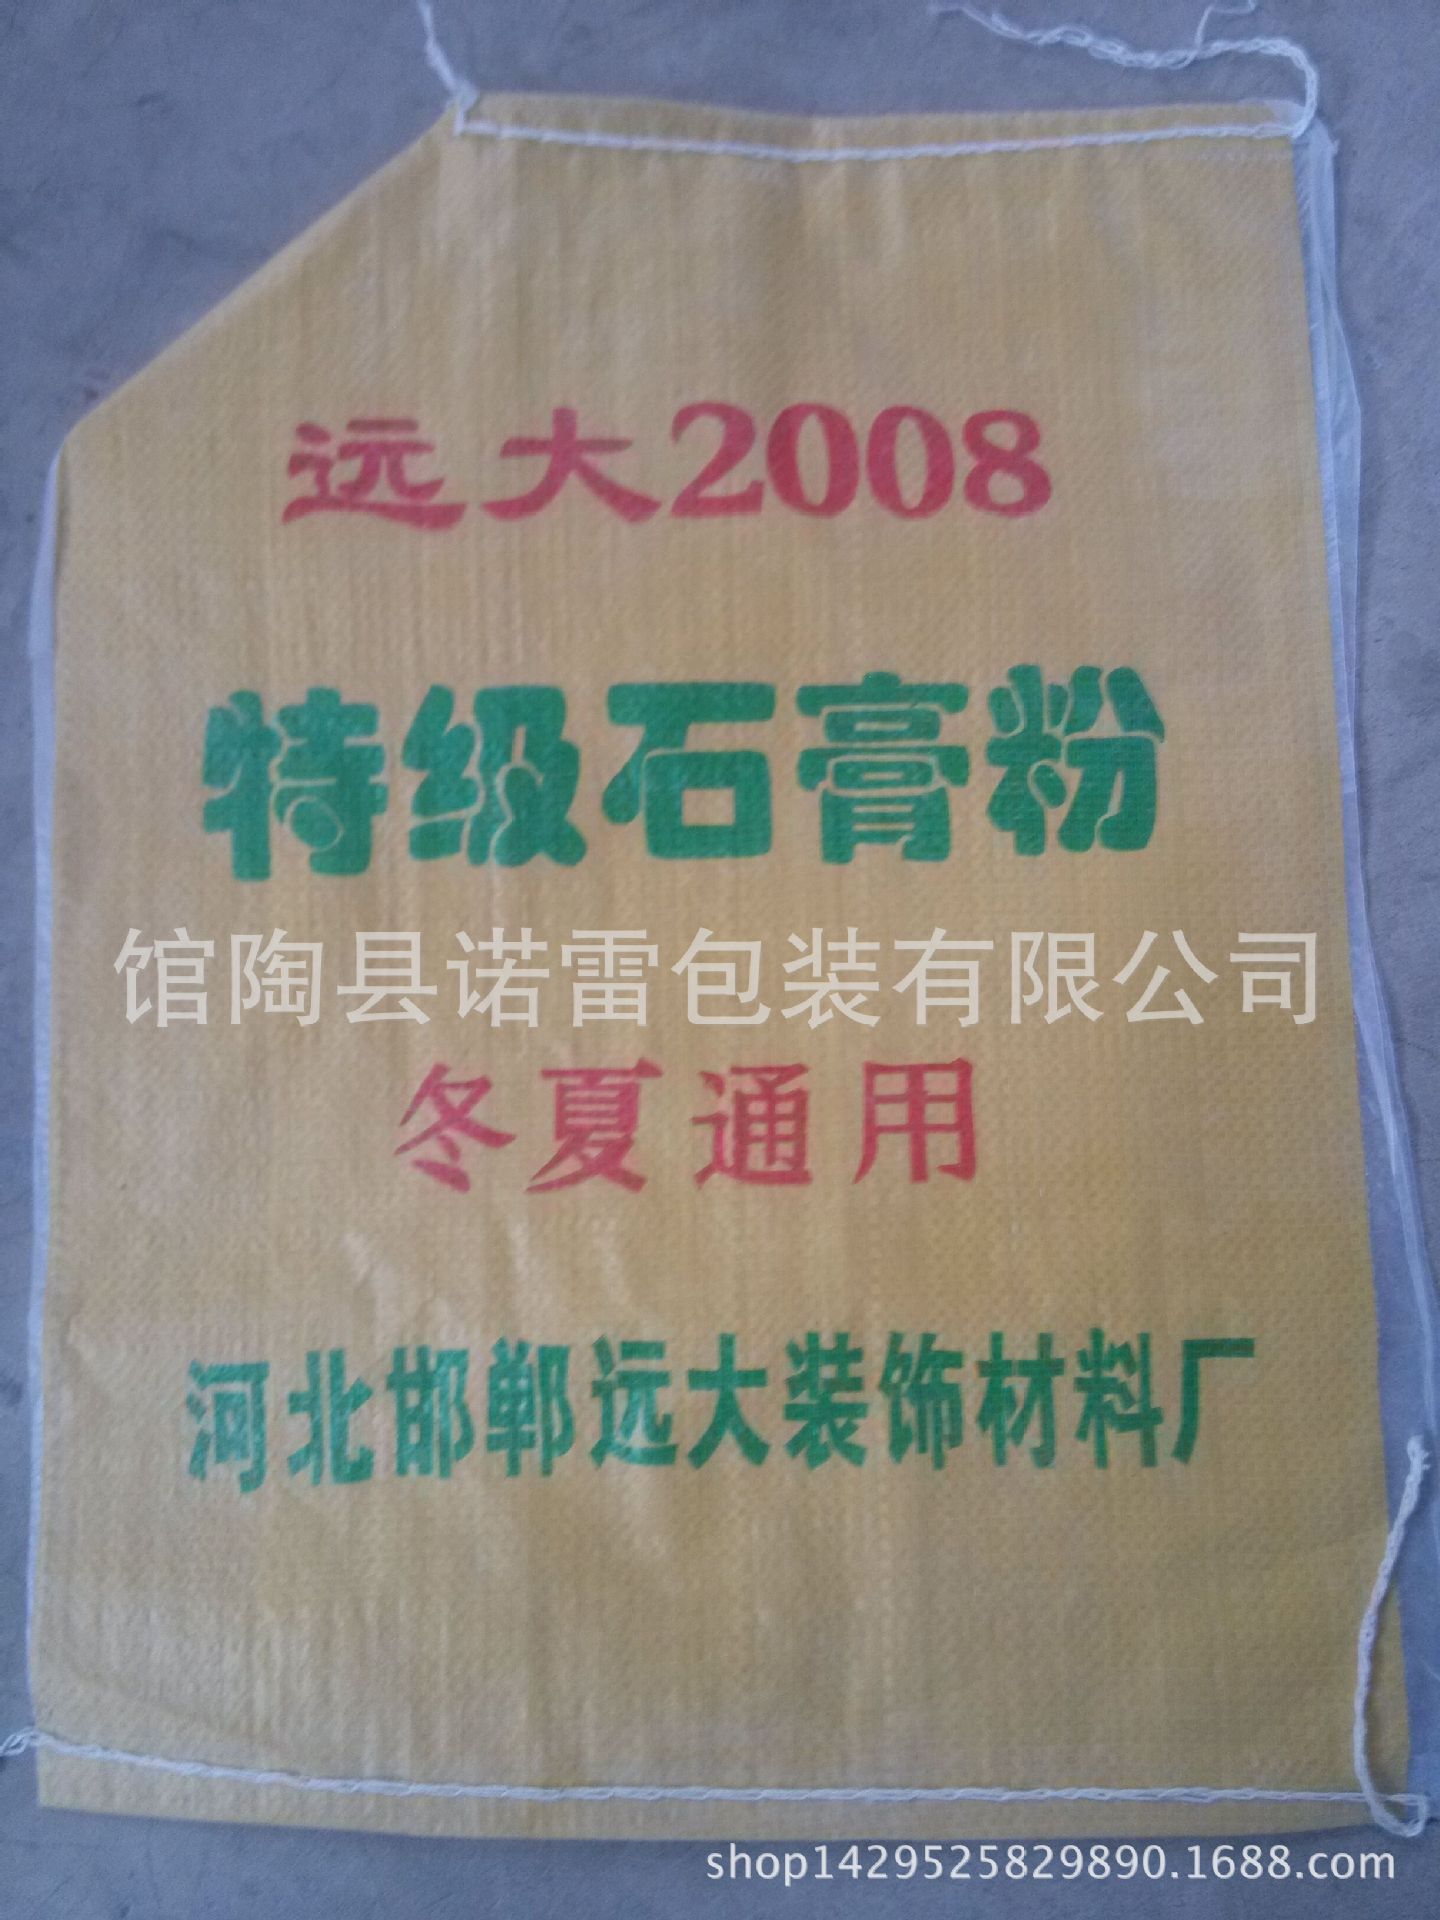 远大2008
特级石膏粉
馆陶县诺雷包装有限公司
冬夏通用
河北邯郸远大装饰材料厂
shop1429525829890.1688.com